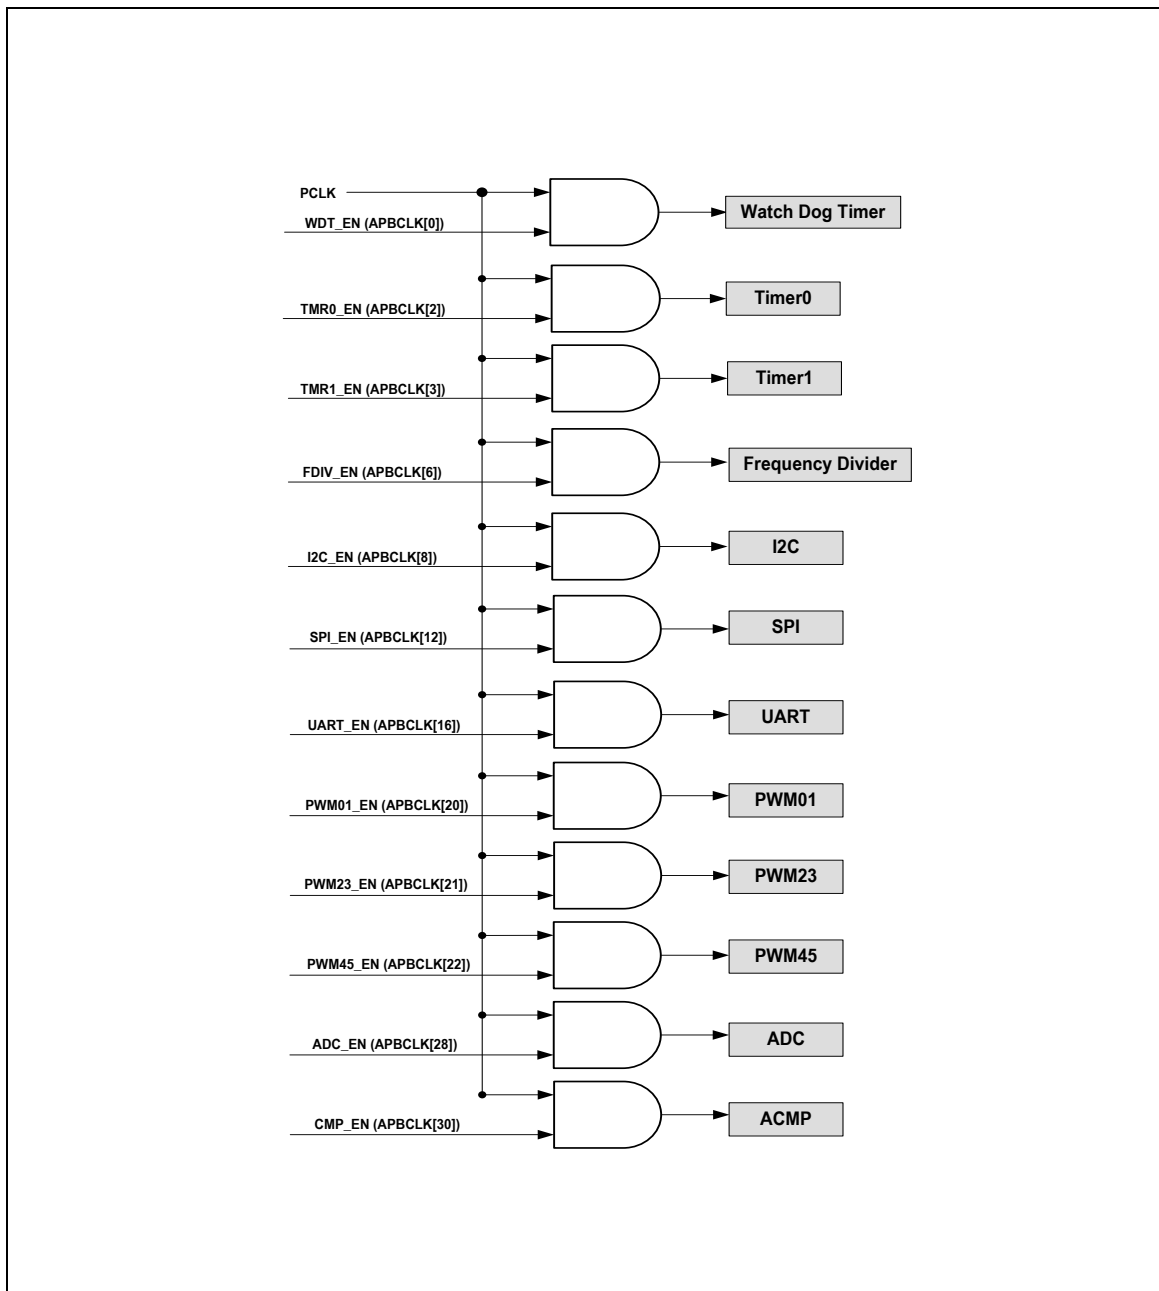 PCLK
WDT_EN (APBCLK[0])
Watch Dog Timer
TMR0_EN (APBCLK[2])
Timer0
TMR1_EN (APBCLK[3])
Timer1
FDIV_EN (APBCLK[6])
Frequency Divider
I2C_EN (APBCLK[8])
I2C
SPI_EN (APBCLK[12])
SPI
UART_EN (APBCLK[16])
UART
PWM01_EN (APBCLK[20])
PWM01
PWM23_EN (APBCLK[21])
PWM23
PWM45_EN (APBCLK[22])
PWM45
ADC_EN (APBCLK[28])
ADC
CMP_EN (APBCLK[30])
ACMP